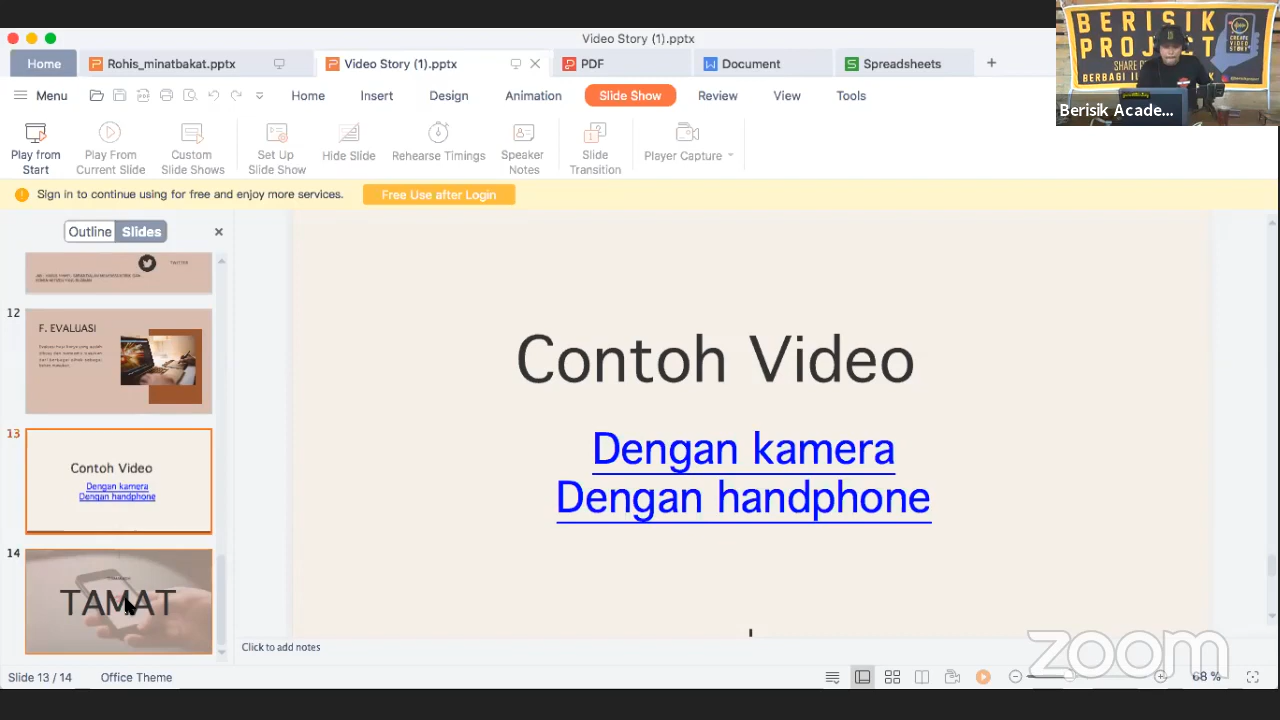 Video Story (1).pptx
Home
Rohis_minatbakat.pptx
Video Story (1).pptx
PDF
Document
Spreadsheets
Menu
Home
Insert
Design
Animation
Slide Show
Review
View
Tools
Play from
Start
Play From
Current Slide
Custom
Slide Shows
Set Up
Slide Show
Hide Slide
Rehearse Timings
Speaker
Notes
Slide
Transition
Player Capture
Sign in to continue using for free and enjoy more services.
Free Use after Login
BERISIK
PROJECT
Berisik Acade...
Outline
Slides
TWITTER
12
F. EVALUASI
13
Contoh Video
Dengan kamera
Dengan handphone
14
TAMAT
Contoh Video
Dengan kamera
Dengan handphone
Click to add notes
zoom
Slide 13 / 14
Office Theme
68 %